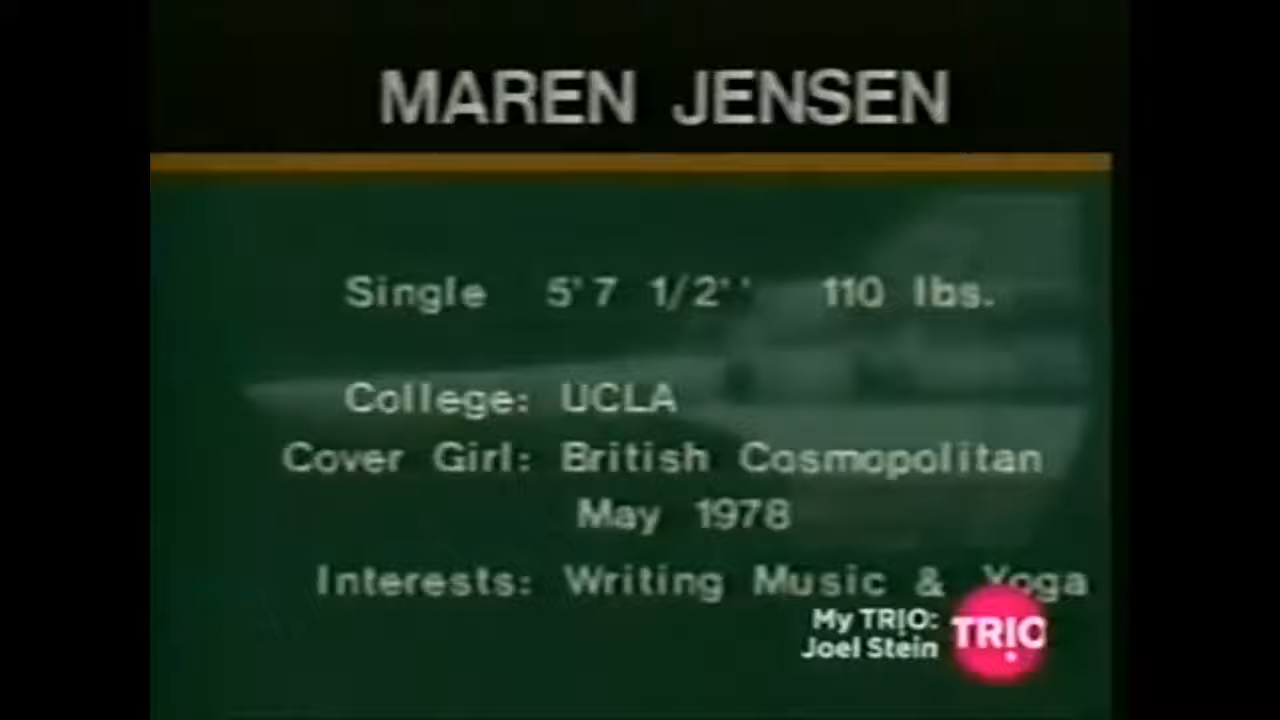 MAREN JENSEN
Single 5'7 1/2'' 110 lbs.
College: UCLA
Cover Girl: British Cosmopolitan
May 1978
Interests: Writing Music & Yoga
My TRIO:
Joel Stein
TRIO